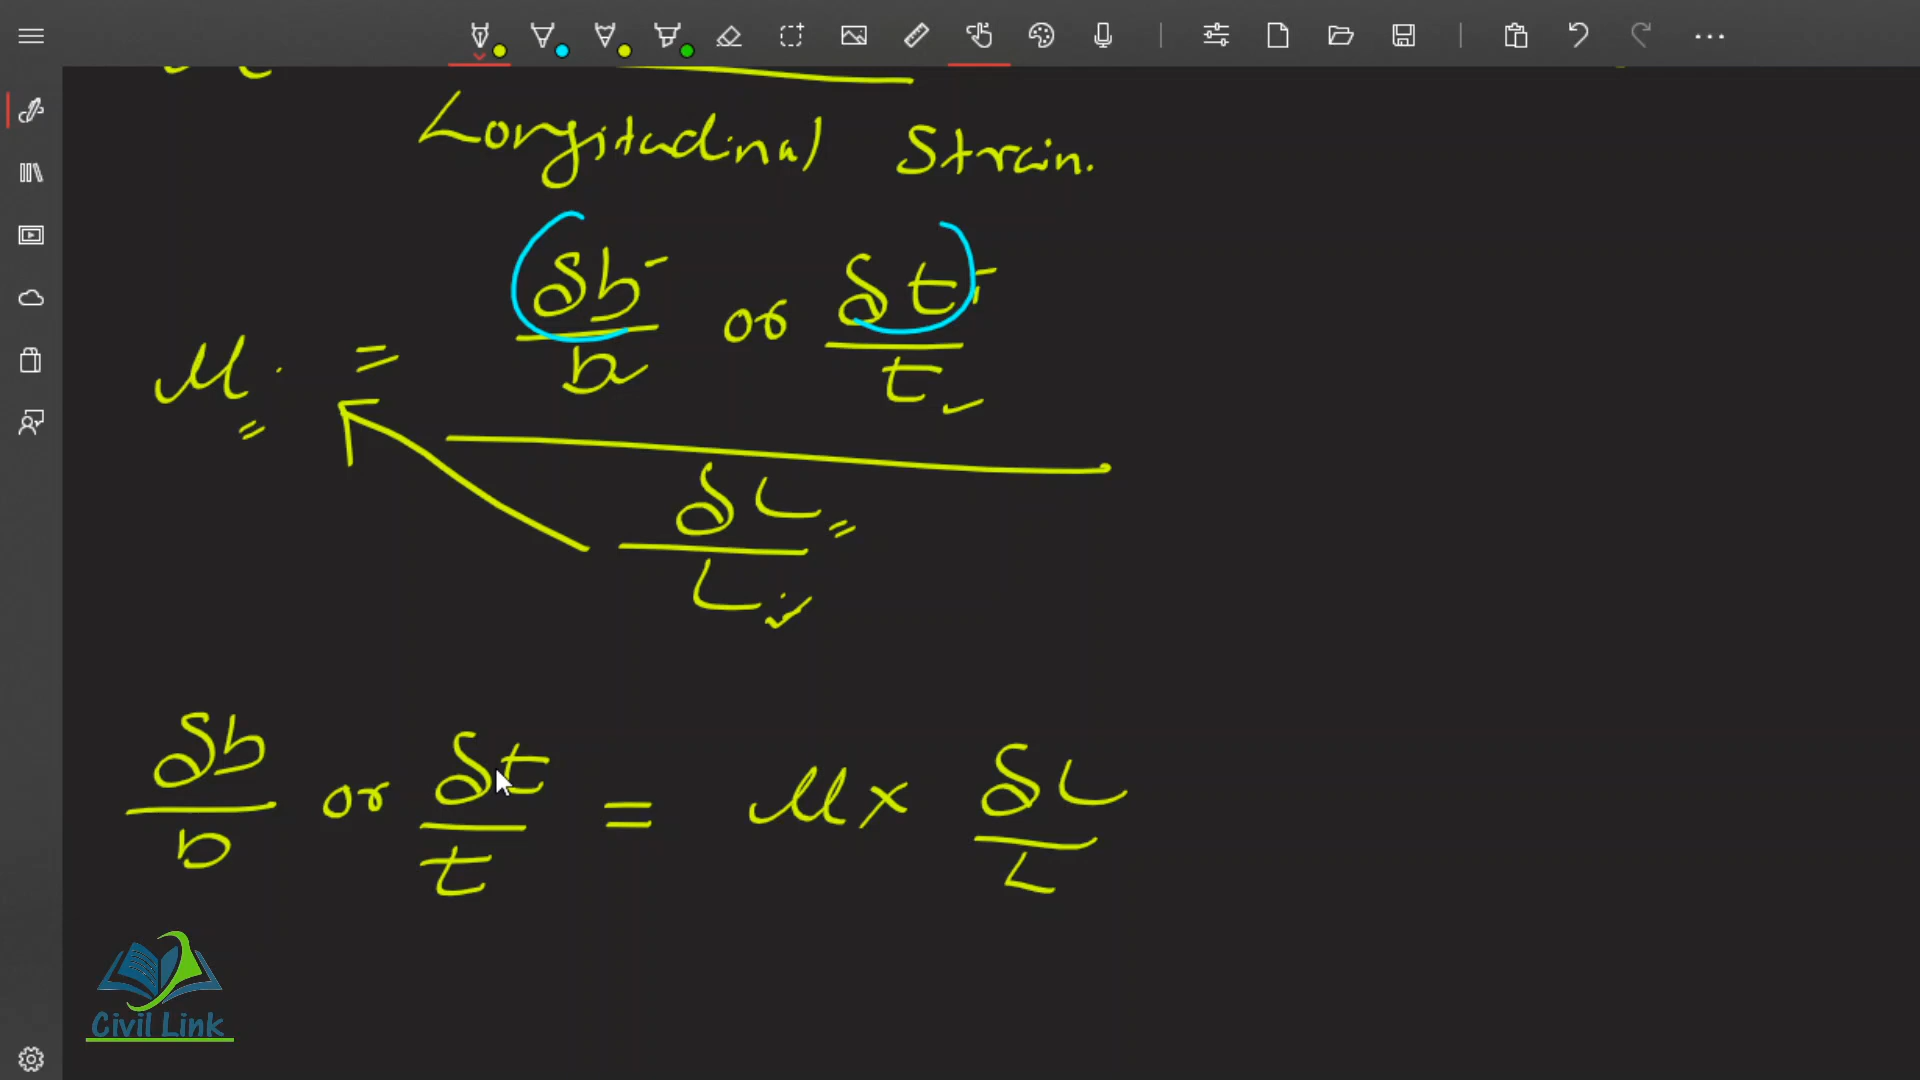 Longitudinal Strain.
μ = δb/b or δt/t
δL/L
δb/b or δt/t = μ × δL/L
Civil Link